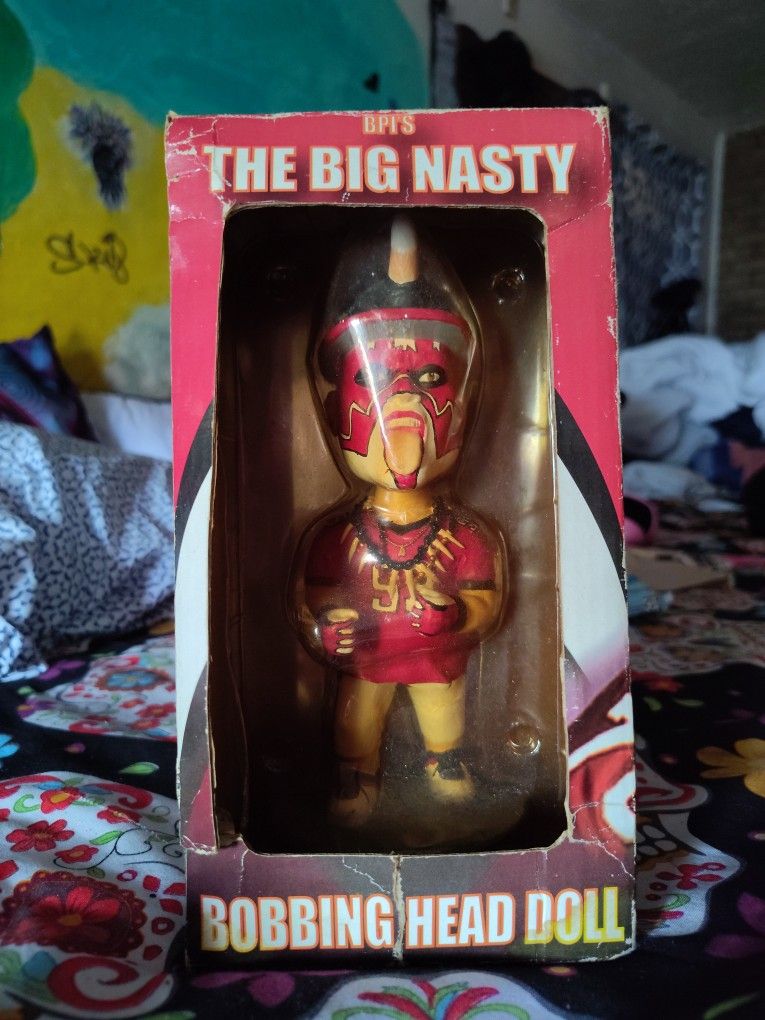 BPI'S
THE BIG NASTY
BOBBING HEAD DOLL